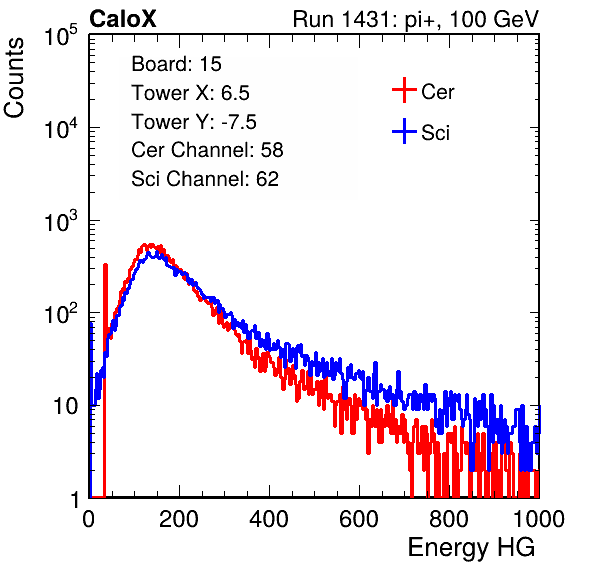 CaloX Run 1431: pi+, 100 GeV
Board: 15
Tower X: 6.5
Tower Y: -7.5
Cer Channel: 58
Sci Channel: 62
Cer
Sci
Counts
10^5
10^4
10^3
10^2
10
1
0 200 400 600 800 1000
Energy HG